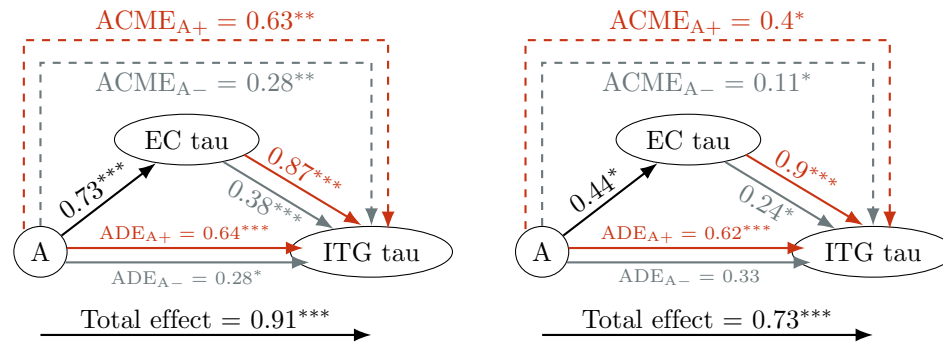 ACME_A+ = 0.63**
ACME_A− = 0.28**
EC tau
0.73***
0.87***
0.38***
A
ADE_A+ = 0.64***
ADE_A− = 0.28*
ITG tau
Total effect = 0.91***
ACME_A+ = 0.4*
ACME_A− = 0.11*
EC tau
0.44*
0.9***
0.24*
A
ADE_A+ = 0.62***
ADE_A− = 0.33
ITG tau
Total effect = 0.73***